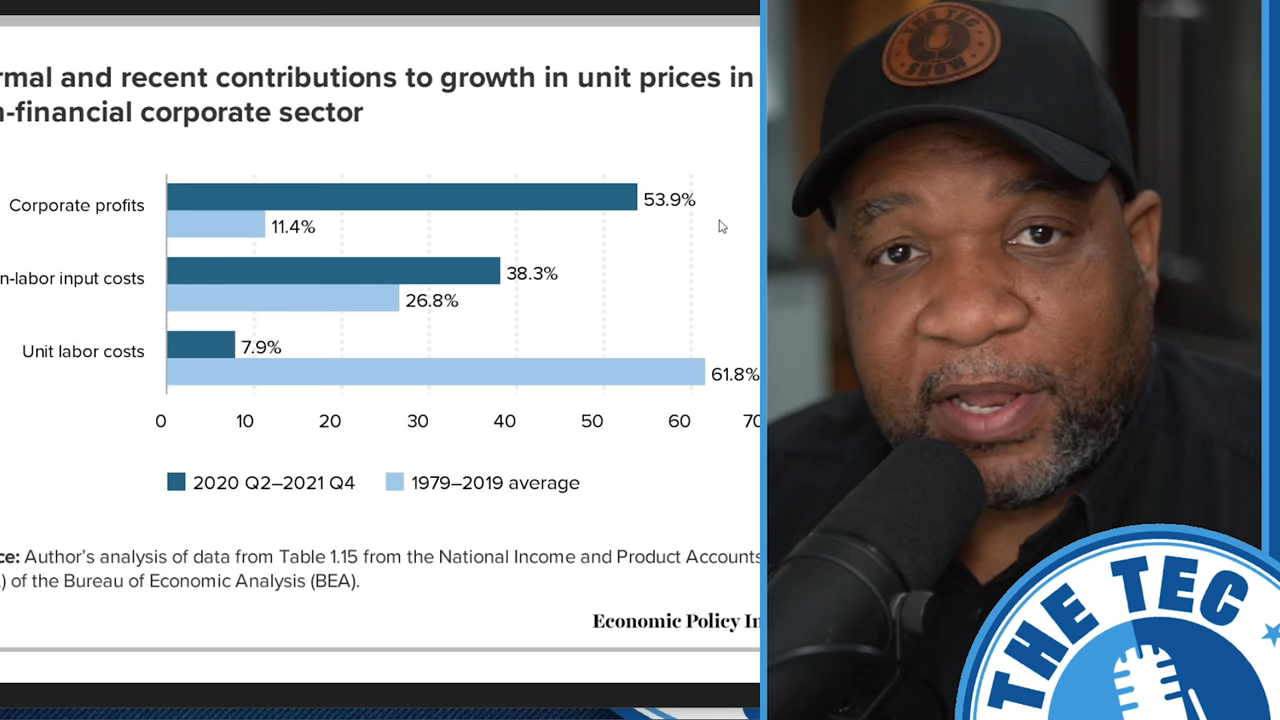 rmal and recent contributions to growth in unit prices in
-financial corporate sector
Corporate profits
53.9%
11.4%
n-labor input costs
38.3%
26.8%
Unit labor costs
7.9%
61.8%
0 10 20 30 40 50 60 70
2020 Q2–2021 Q4 1979–2019 average
ce: Author's analysis of data from Table 1.15 from the National Income and Product Accounts
.) of the Bureau of Economic Analysis (BEA).
Economic Policy In
THE TEC
SHOW
THE TEC